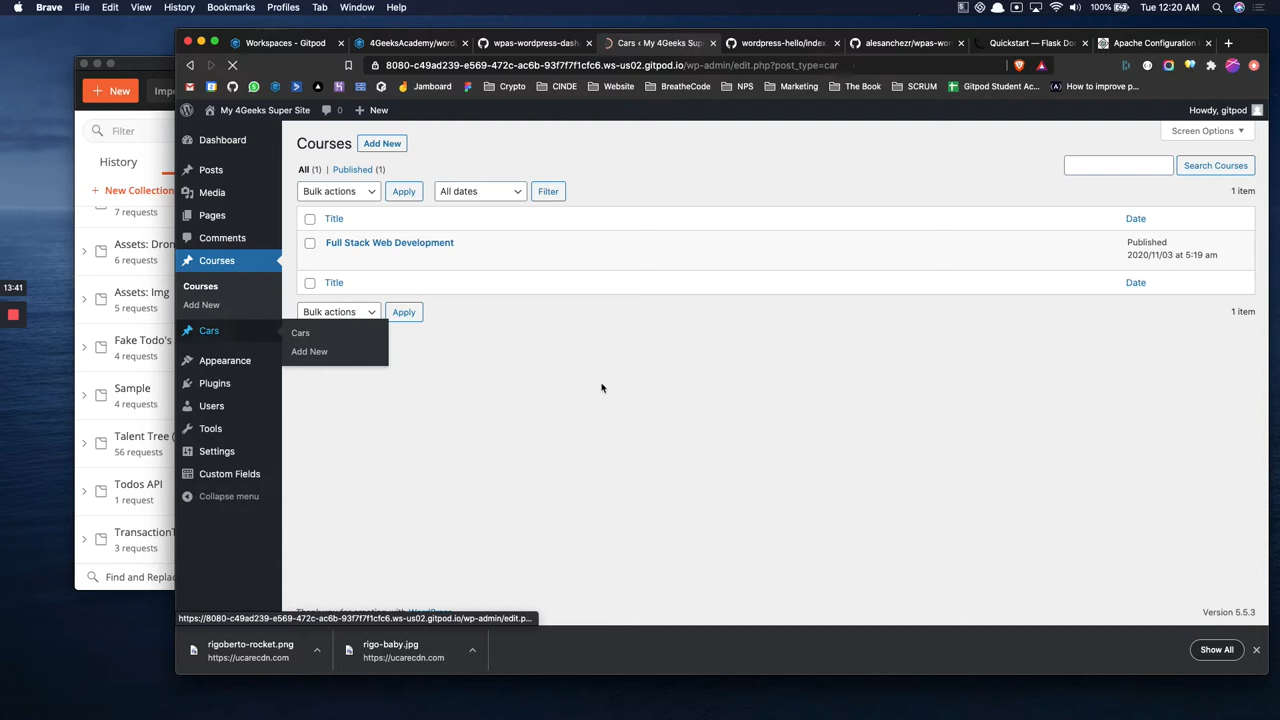 Brave File Edit View History Bookmarks Profiles Tab Window Help 100% Tue 12:20 AM
Workspaces - Gitpod × 4GeeksAcademy/word × wpas-wordpress-dash × Cars ‹ My 4Geeks Super Si × wordpress-hello/index × alesanchezr/wpas-wor × Quickstart — Flask Doc × Apache Configuration ×
8080-c49ad239-e569-472c-ac6b-93f7f7f1cfc6.ws-us02.gitpod.io/wp-admin/edit.php?post_type=car
Jamboard Crypto CINDE Website BreatheCode NPS Marketing The Book SCRUM Gitpod Student Ac... How to improve p...
My 4Geeks Super Site 0 New Howdy, gitpod
New Impo
Filter
History
New Collection
7 requests
Assets: Dron
6 requests
Assets: Img
5 requests
Fake Todo's
4 requests
Sample
4 requests
Talent Tree (
56 requests
Todos API
1 request
TransactionT
3 requests
Find and Repla
13:41
Dashboard
Posts
Media
Pages
Comments
Courses
Courses
Add New
Cars
Cars
Add New
Appearance
Plugins
Users
Tools
Settings
Custom Fields
Collapse menu
Courses Add New
Screen Options
All (1) | Published (1)
Search Courses
Bulk actions Apply All dates Filter 1 item
Title Date
Full Stack Web Development Published
2020/11/03 at 5:19 am
Title Date
Bulk actions Apply 1 item
Version 5.5.3
https://8080-c49ad239-e569-472c-ac6b-93f7f7f1cfc6.ws-us02.gitpod.io/wp-admin/edit.p...
rigoberto-rocket.png
https://ucarecdn.com
rigo-baby.jpg
https://ucarecdn.com
Show All